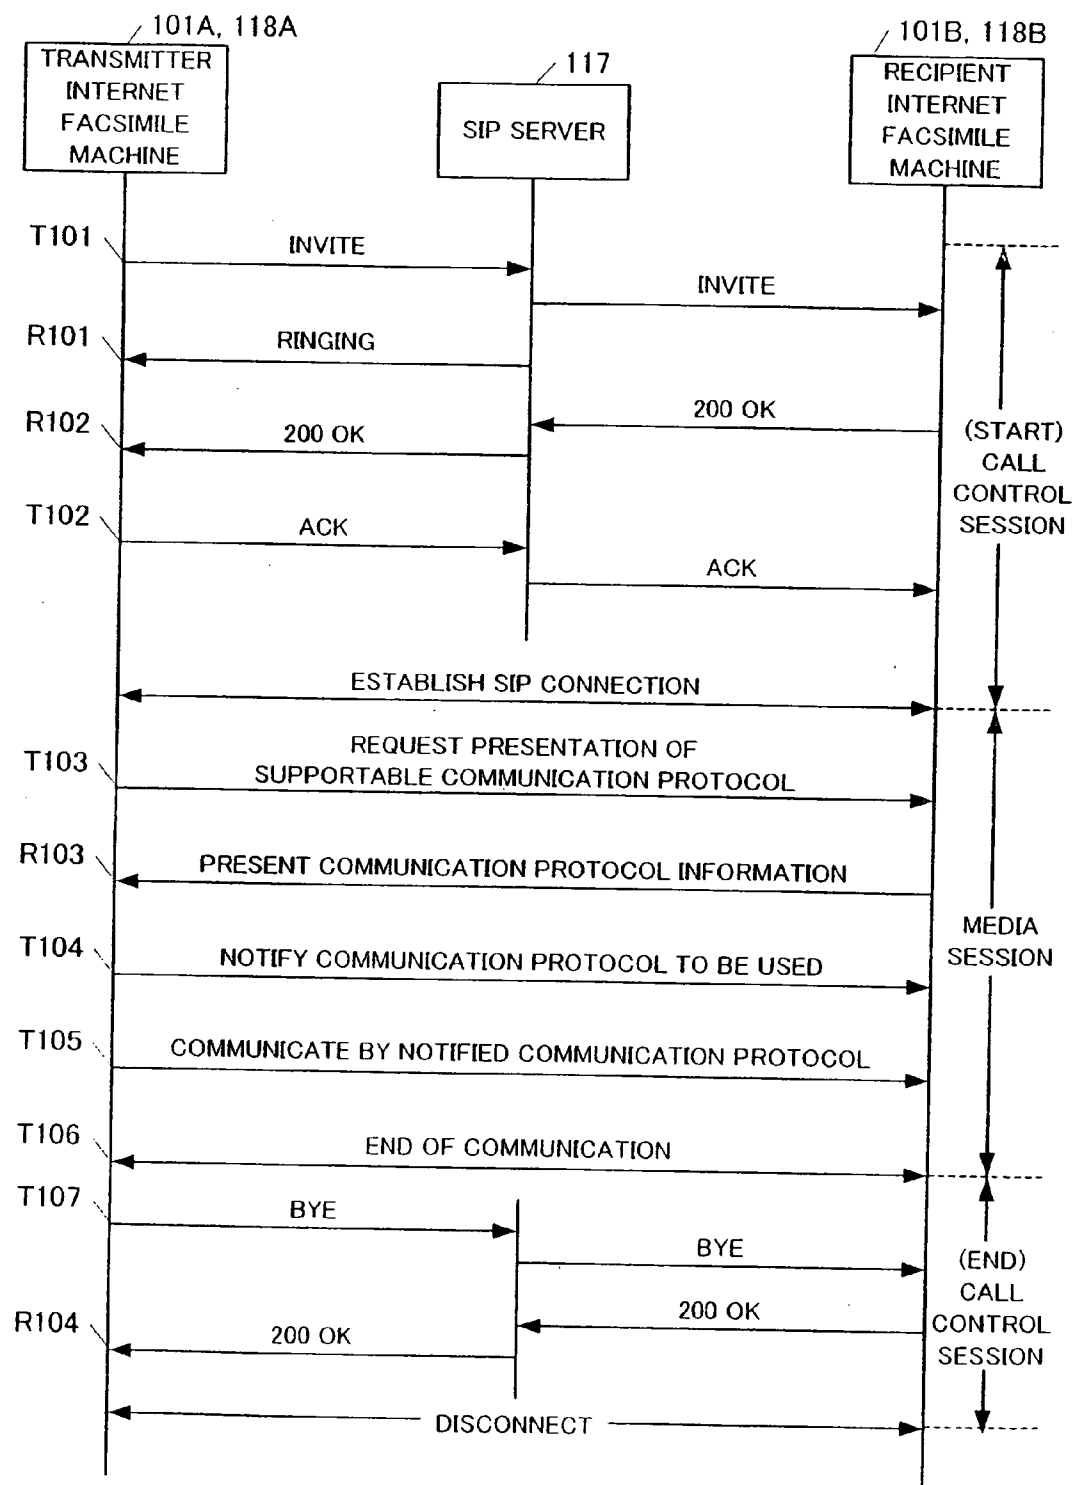 101A, 118A
101B, 118B
117
TRANSMITTER
INTERNET
FACSIMILE
MACHINE
SIP SERVER
RECIPIENT
INTERNET
FACSIMILE
MACHINE
T101
INVITE
INVITE
R101
RINGING
R102
200 OK
200 OK
(START)
CALL
CONTROL
SESSION
T102
ACK
ACK
ESTABLISH SIP CONNECTION
T103
REQUEST PRESENTATION OF
SUPPORTABLE COMMUNICATION PROTOCOL
R103
PRESENT COMMUNICATION PROTOCOL INFORMATION
MEDIA
SESSION
T104
NOTIFY COMMUNICATION PROTOCOL TO BE USED
T105
COMMUNICATE BY NOTIFIED COMMUNICATION PROTOCOL
T106
END OF COMMUNICATION
T107
BYE
BYE
(END)
CALL
CONTROL
SESSION
R104
200 OK
200 OK
DISCONNECT